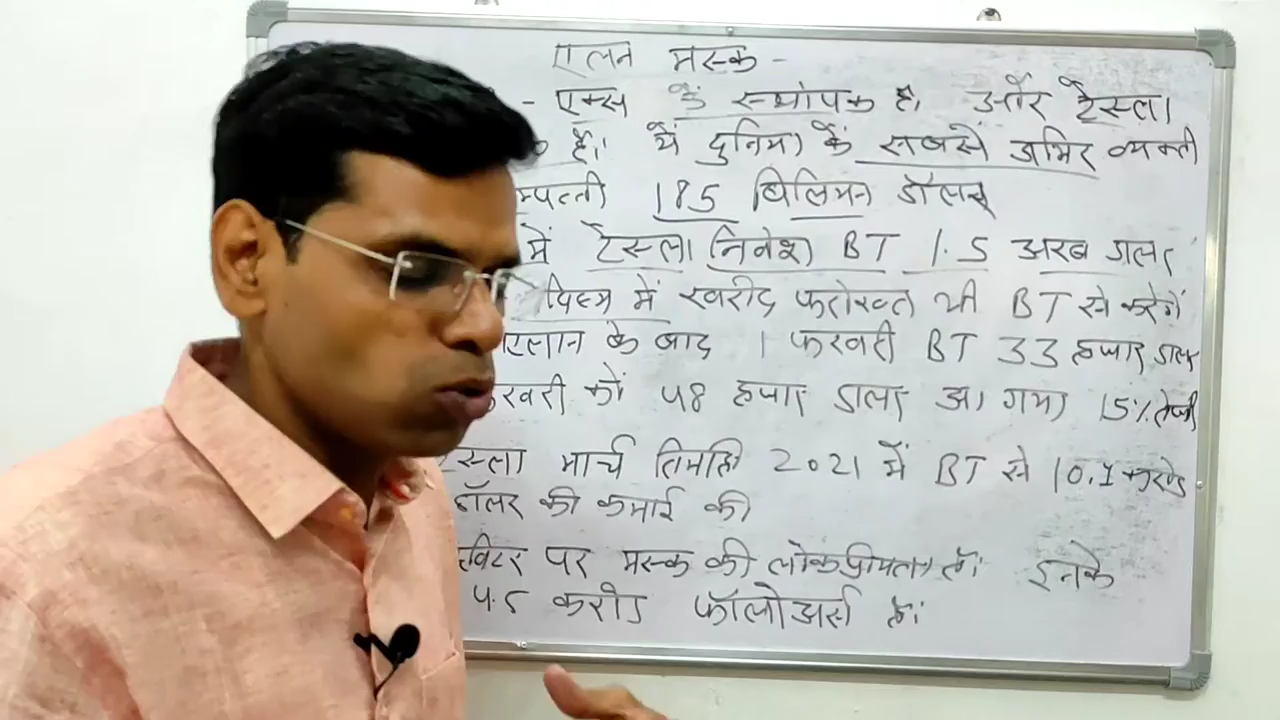 एलन मस्क -
- एक्स के स्थापक है। और टैस्ला
है। ये दुनिया के सबसे अमिर व्यक्ती
म्पत्ती 185 बिलियन डॉलर
में टैस्ला निवेश BT 1.5 अरब डालर
में खरीद फरोख्त भी BT से करेगें
एलान के बाद 1 फरवरी BT 33 हजार डालर
रवरी को 48 हजार डालर आ गया 15% तेजी
स्ला मार्च तिमाही 2021 में BT से 10.1 करोड
डॉलर की कमाई की
विटर पर मस्क की लोकप्रीयता है। इनके
4.5 करोड फॉलोअर्स है।